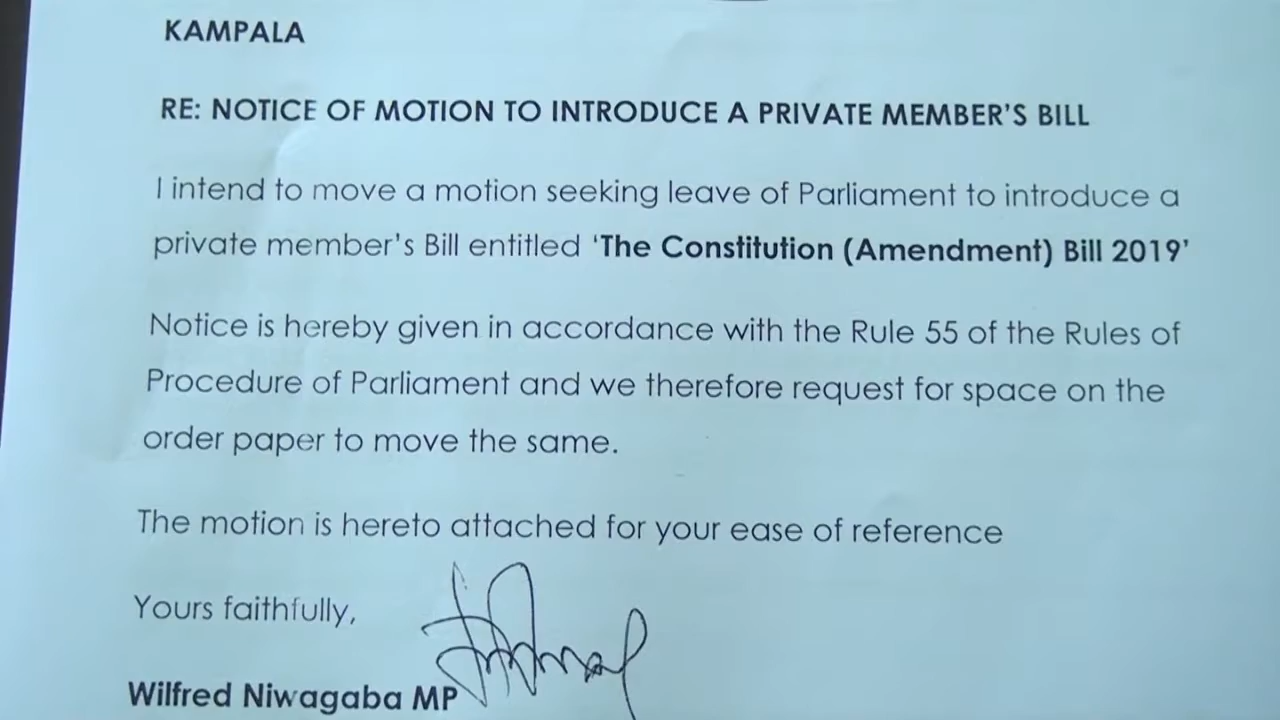 KAMPALA
RE: NOTICE OF MOTION TO INTRODUCE A PRIVATE MEMBER'S BILL
I intend to move a motion seeking leave of Parliament to introduce a
private member's Bill entitled 'The Constitution (Amendment) Bill 2019'
Notice is hereby given in accordance with the Rule 55 of the Rules of
Procedure of Parliament and we therefore request for space on the
order paper to move the same.
The motion is hereto attached for your ease of reference
Yours faithfully,
Wilfred Niwagaba MP